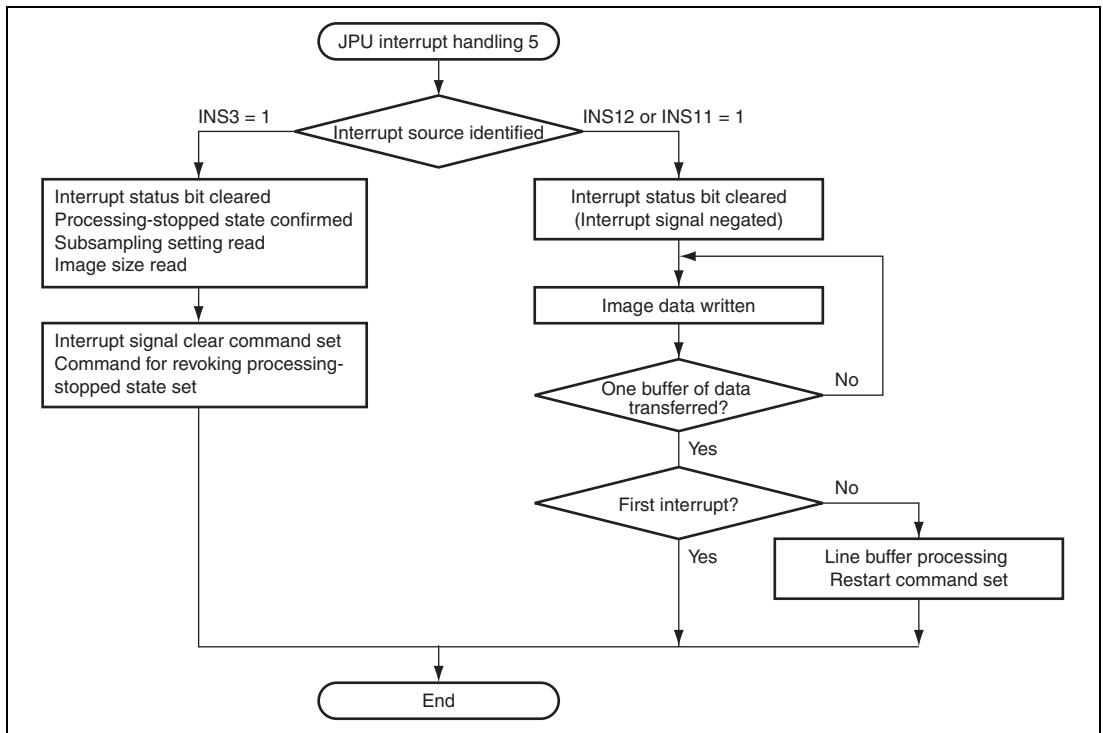 JPU interrupt handling 5
INS3 = 1
Interrupt source identified
INS12 or INS11 = 1
Interrupt status bit cleared
Processing-stopped state confirmed
Subsampling setting read
Image size read
Interrupt signal clear command set
Command for revoking processing-
stopped state set
Interrupt status bit cleared
(Interrupt signal negated)
Image data written
One buffer of data
transferred?
No
Yes
First interrupt?
No
Yes
Line buffer processing
Restart command set
End